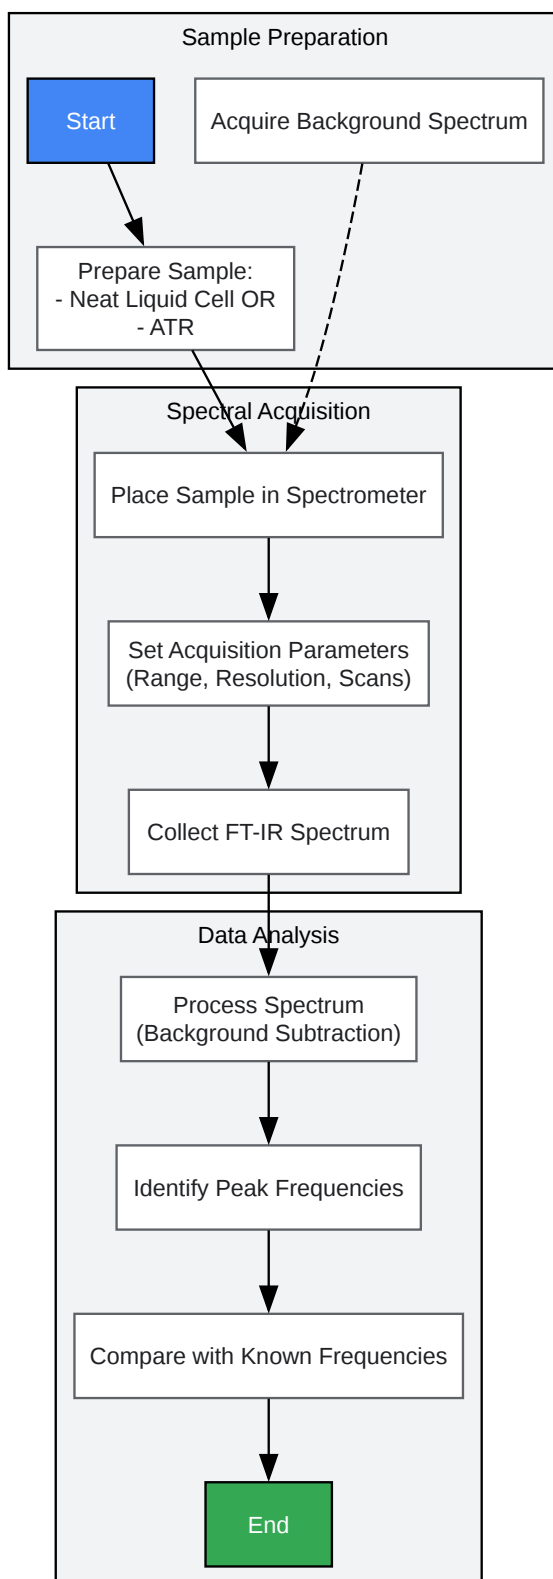 Sample Preparation
Start
Acquire Background Spectrum
Prepare Sample:
- Neat Liquid Cell OR
- ATR
Spectral Acquisition
Place Sample in Spectrometer
Set Acquisition Parameters
(Range, Resolution, Scans)
Collect FT-IR Spectrum
Data Analysis
Process Spectrum
(Background Subtraction)
Identify Peak Frequencies
Compare with Known Frequencies
End